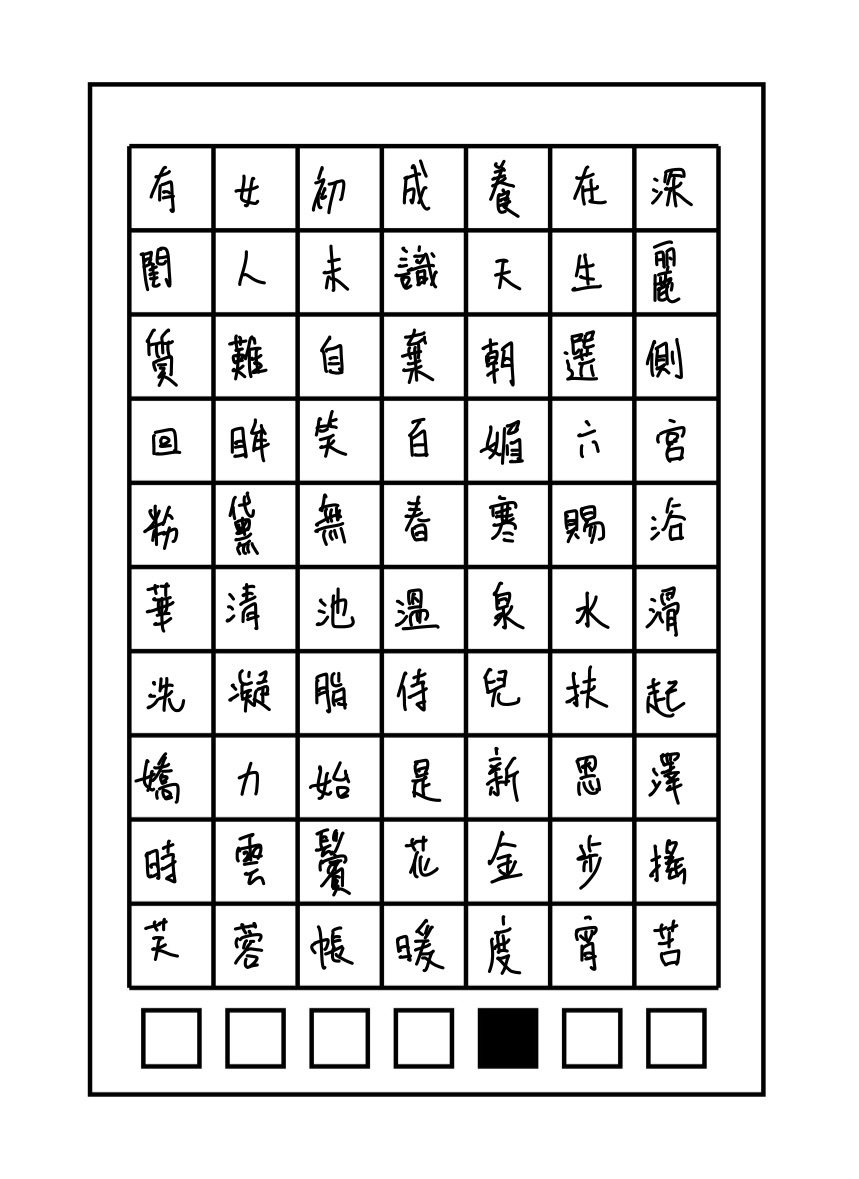 有女初成養在深
閨人未識天生麗
質難自棄朝選側
回眸笑百媚六宮
粉黛無春寒賜浴
華清池溫泉水滑
洗凝脂侍兒扶起
嬌力始是新恩澤
時雲鬢花金步搖
芙蓉帳暖度宵苦